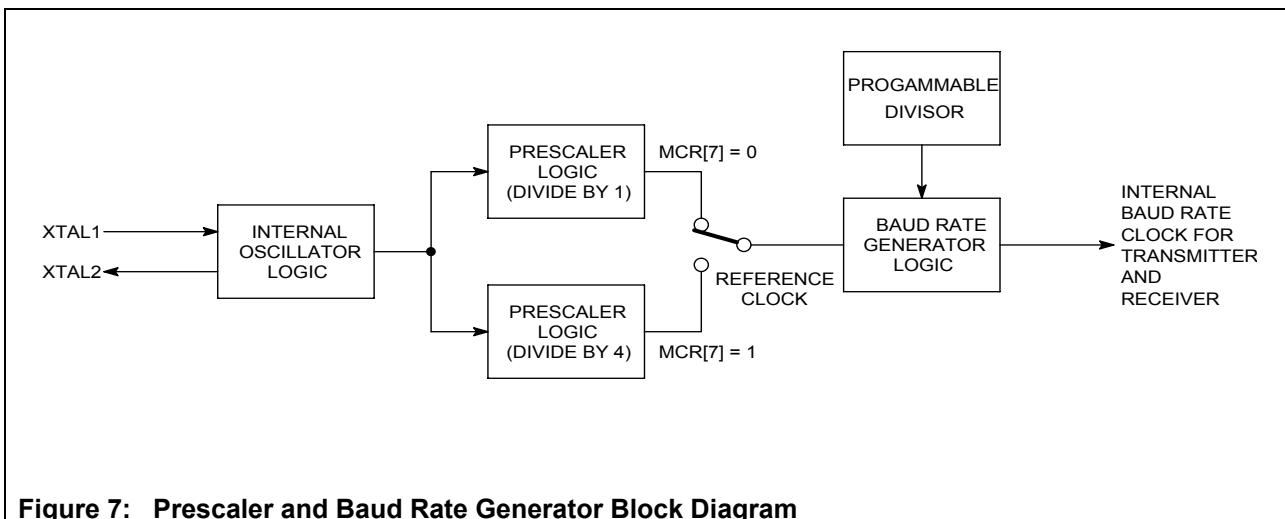 PROGAMMABLE
DIVISOR
PRESCALER
LOGIC
(DIVIDE BY 1)
MCR[7] = 0
XTAL1
XTAL2
INTERNAL
OSCILLATOR
LOGIC
BAUD RATE
GENERATOR
LOGIC
INTERNAL
BAUD RATE
CLOCK FOR
TRANSMITTER
AND
RECEIVER
REFERENCE
CLOCK
PRESCALER
LOGIC
(DIVIDE BY 4)
MCR[7] = 1
Figure 7: Prescaler and Baud Rate Generator Block Diagram